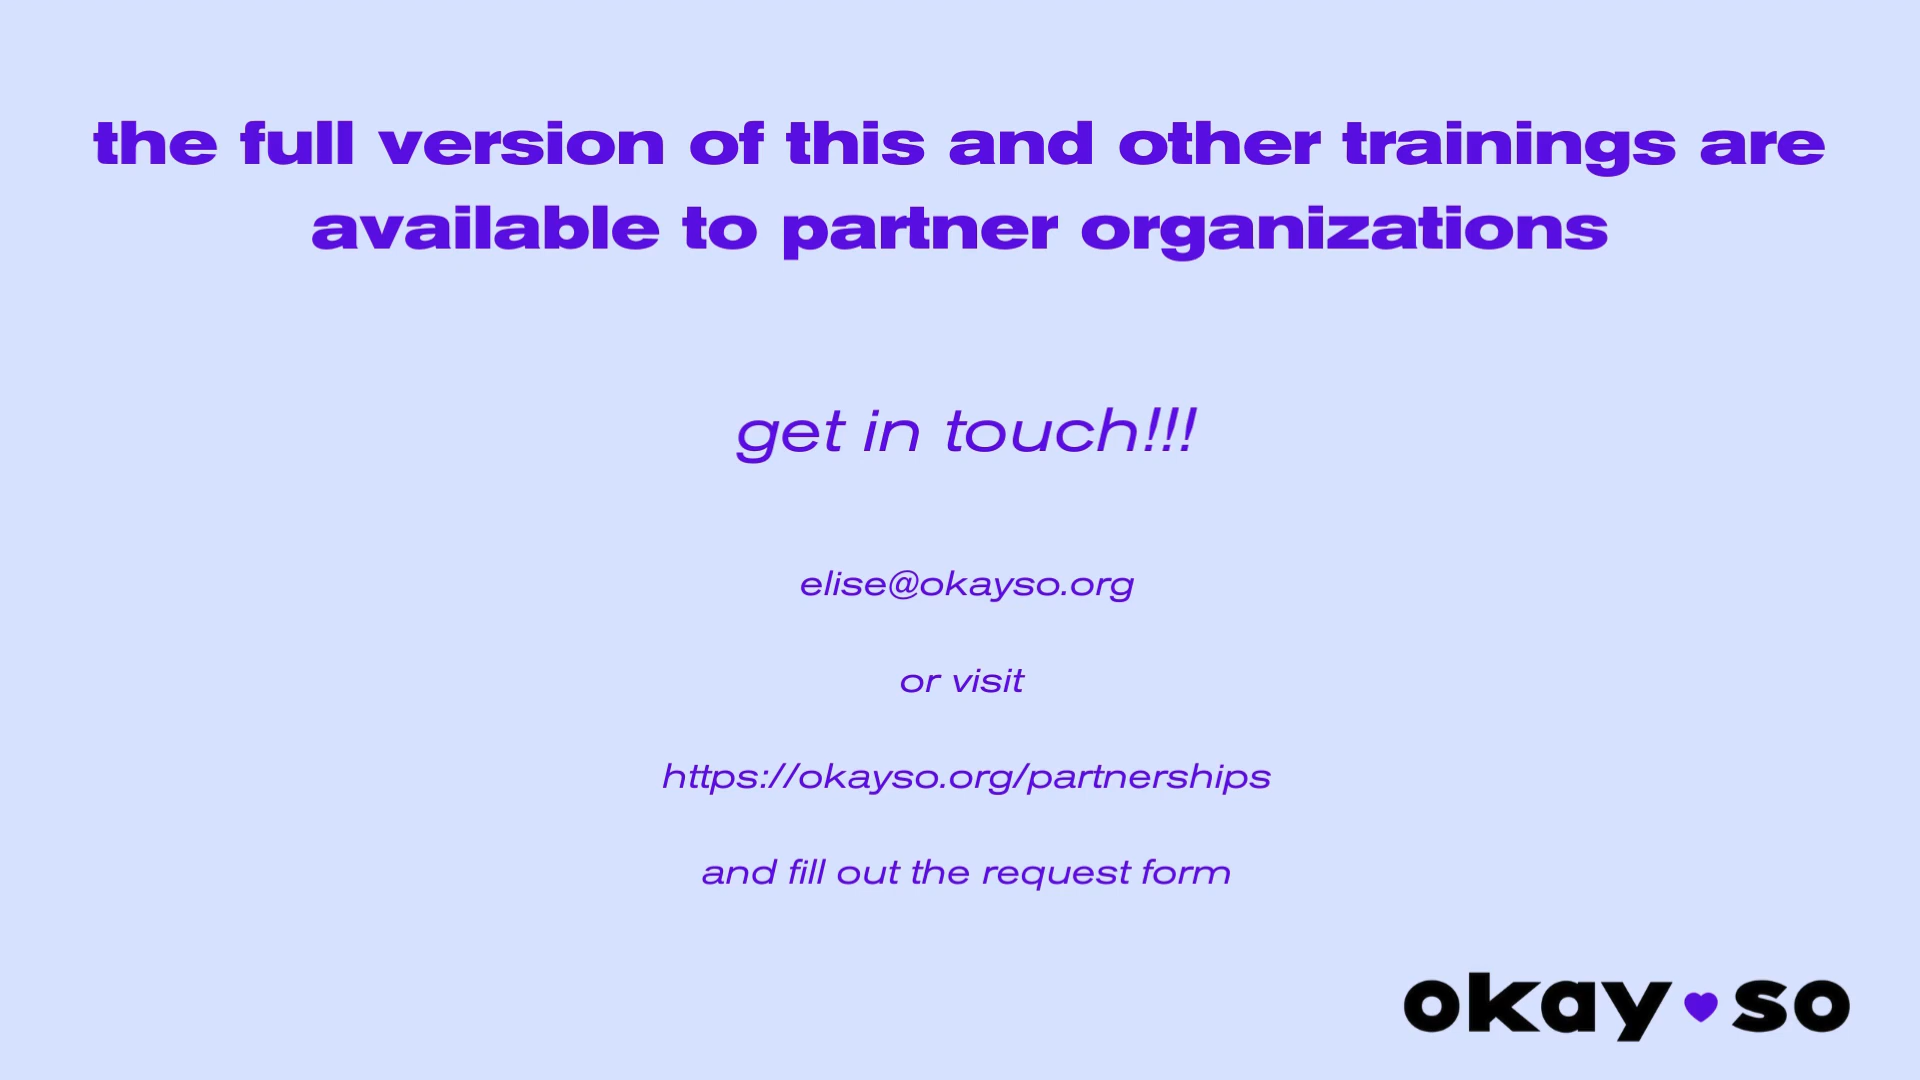 the full version of this and other trainings are
available to partner organizations
get in touch!!!
elise@okayso.org
or visit
https://okayso.org/partnerships
and fill out the request form
okay so